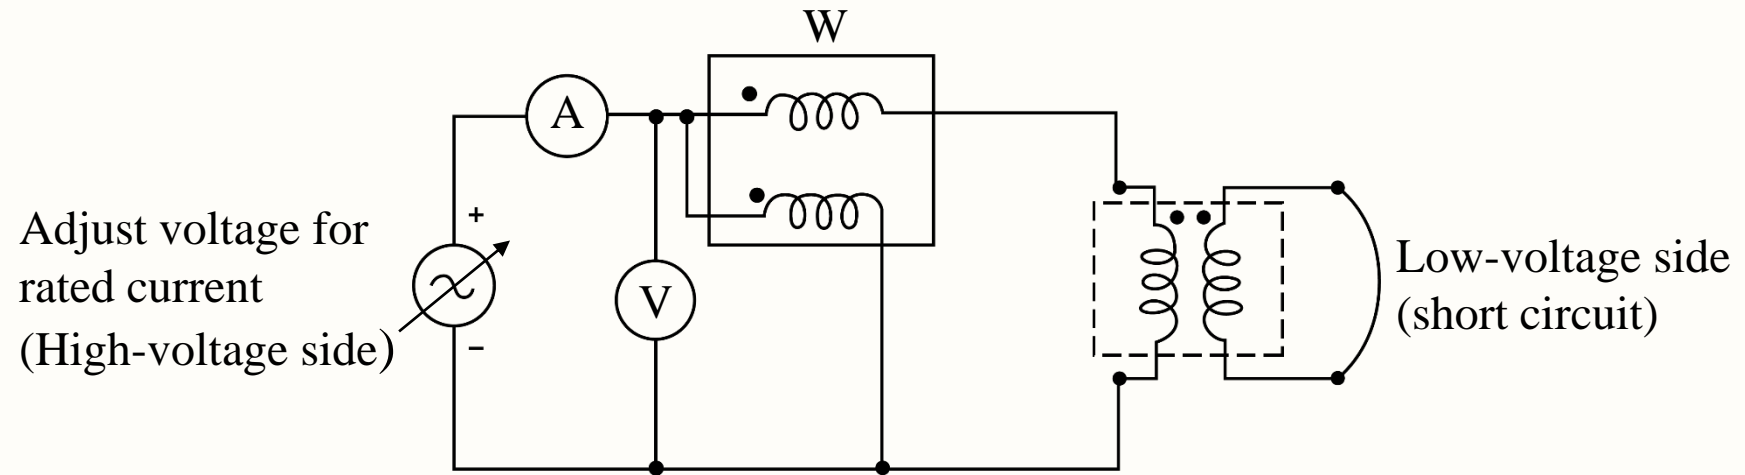 W
A
+
Adjust voltage for
rated current
(High-voltage side)
V
−
Low-voltage side
(short circuit)